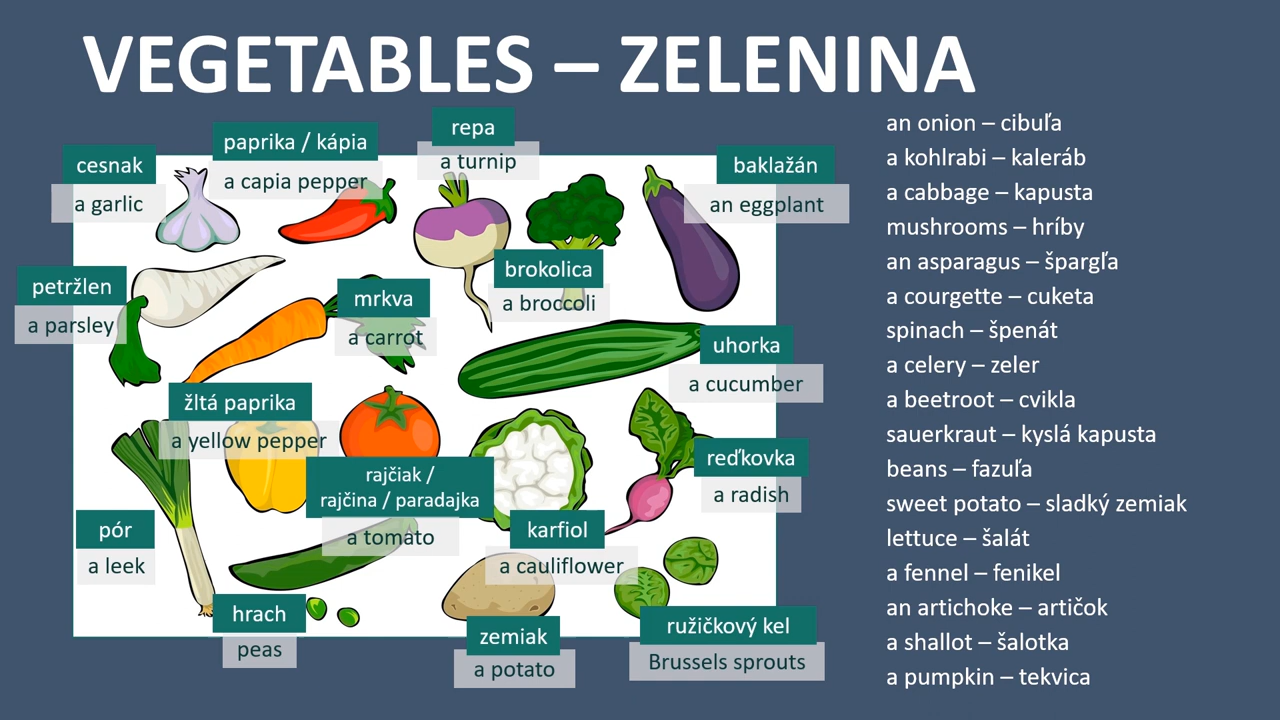 VEGETABLES – ZELENINA
cesnak
a garlic
paprika / kápia
a capia pepper
repa
a turnip
baklažán
an eggplant
petržlen
a parsley
mrkva
a carrot
brokolica
a broccoli
uhorka
a cucumber
žltá paprika
a yellow pepper
rajčiak /
rajčina / paradajka
a tomato
reďkovka
a radish
pór
a leek
karfiol
a cauliflower
hrach
peas
zemiak
a potato
ružičkový kel
Brussels sprouts
an onion – cibuľa
a kohlrabi – kaleráb
a cabbage – kapusta
mushrooms – hríby
an asparagus – špargľa
a courgette – cuketa
spinach – špenát
a celery – zeler
a beetroot – cvikla
sauerkraut – kyslá kapusta
beans – fazuľa
sweet potato – sladký zemiak
lettuce – šalát
a fennel – fenikel
an artichoke – artičok
a shallot – šalotka
a pumpkin – tekvica